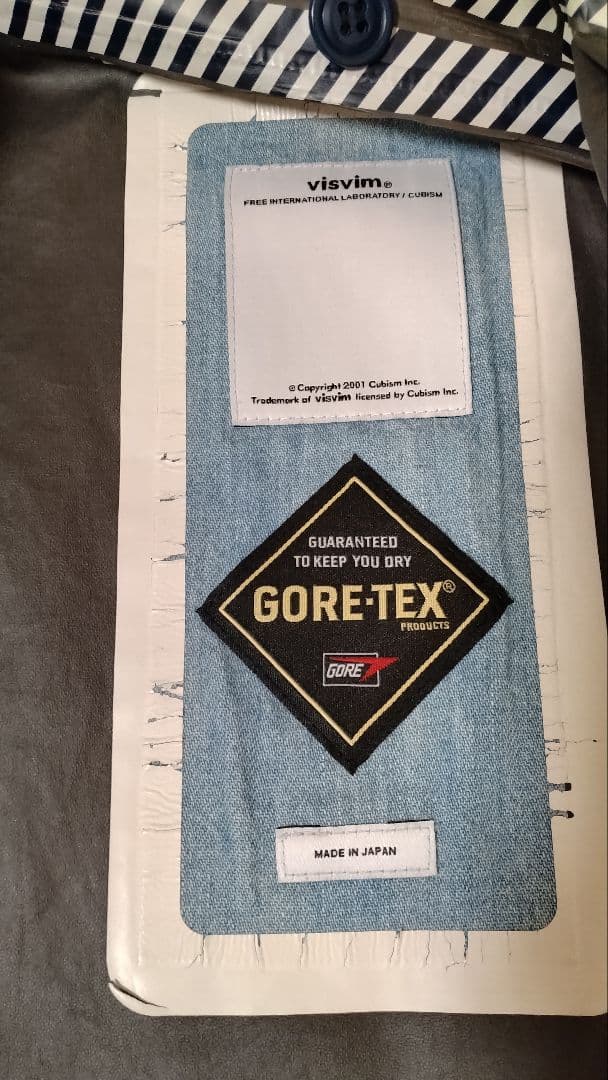 visvim®
FREE INTERNATIONAL LABORATORY / CUBISM
© Copyright 2001 Cubism Inc.
Trademark of visvim licensed by Cubism Inc.
GUARANTEED
TO KEEP YOU DRY
GORE-TEX®
PRODUCTS
GORE
MADE IN JAPAN